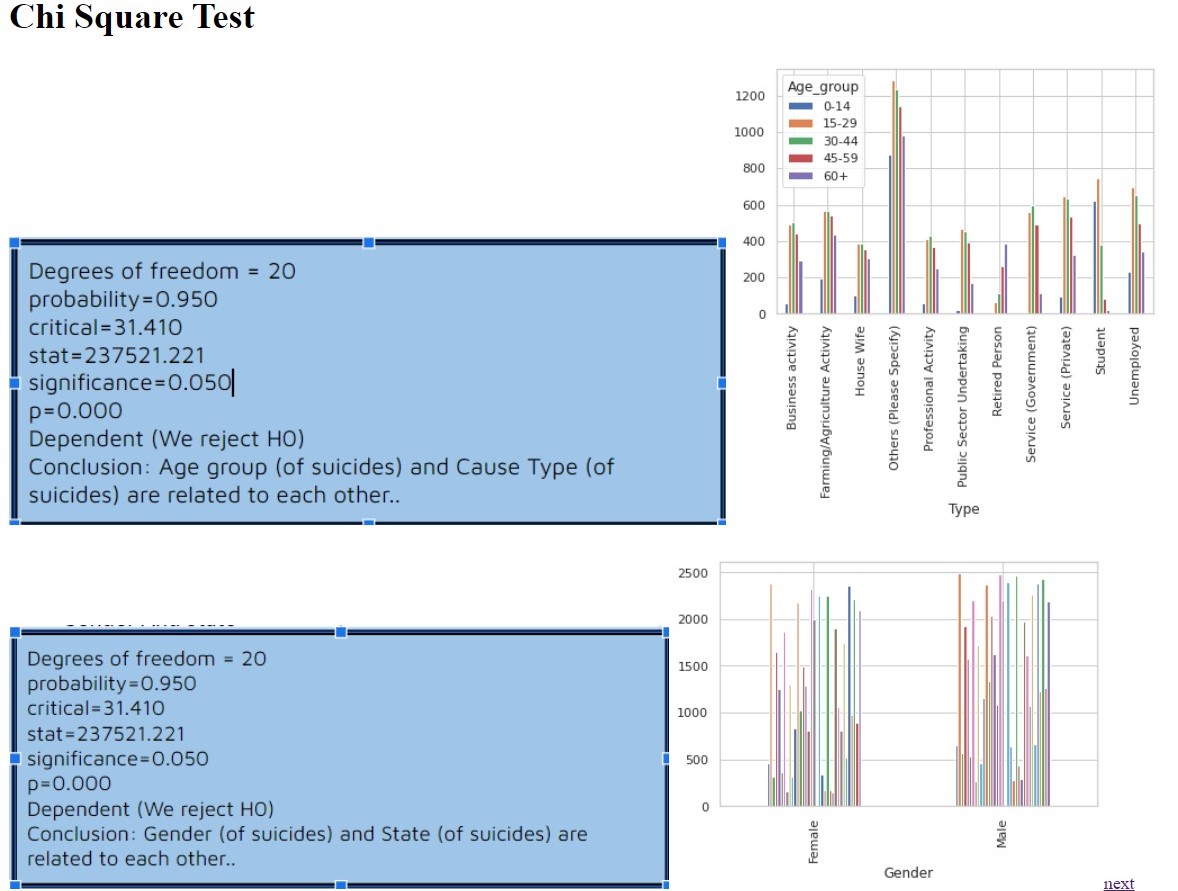 Chi Square Test
Degrees of freedom = 20
probability=0.950
critical=31.410
stat=237521.221
significance=0.050
p=0.000
Dependent (We reject H0)
Conclusion: Age group (of suicides) and Cause Type (of
suicides) are related to each other..
Age_group
0-14
15-29
30-44
45-59
60+
1200
1000
800
600
400
200
0
Business activity
Farming/Agriculture Activity
House Wife
Others (Please Specify)
Professional Activity
Public Sector Undertaking
Retired Person
Service (Government)
Service (Private)
Student
Unemployed
Type
Degrees of freedom = 20
probability=0.950
critical=31.410
stat=237521.221
significance=0.050
p=0.000
Dependent (We reject H0)
Conclusion: Gender (of suicides) and State (of suicides) are
related to each other..
2500
2000
1500
1000
500
0
Female
Male
Gender
next